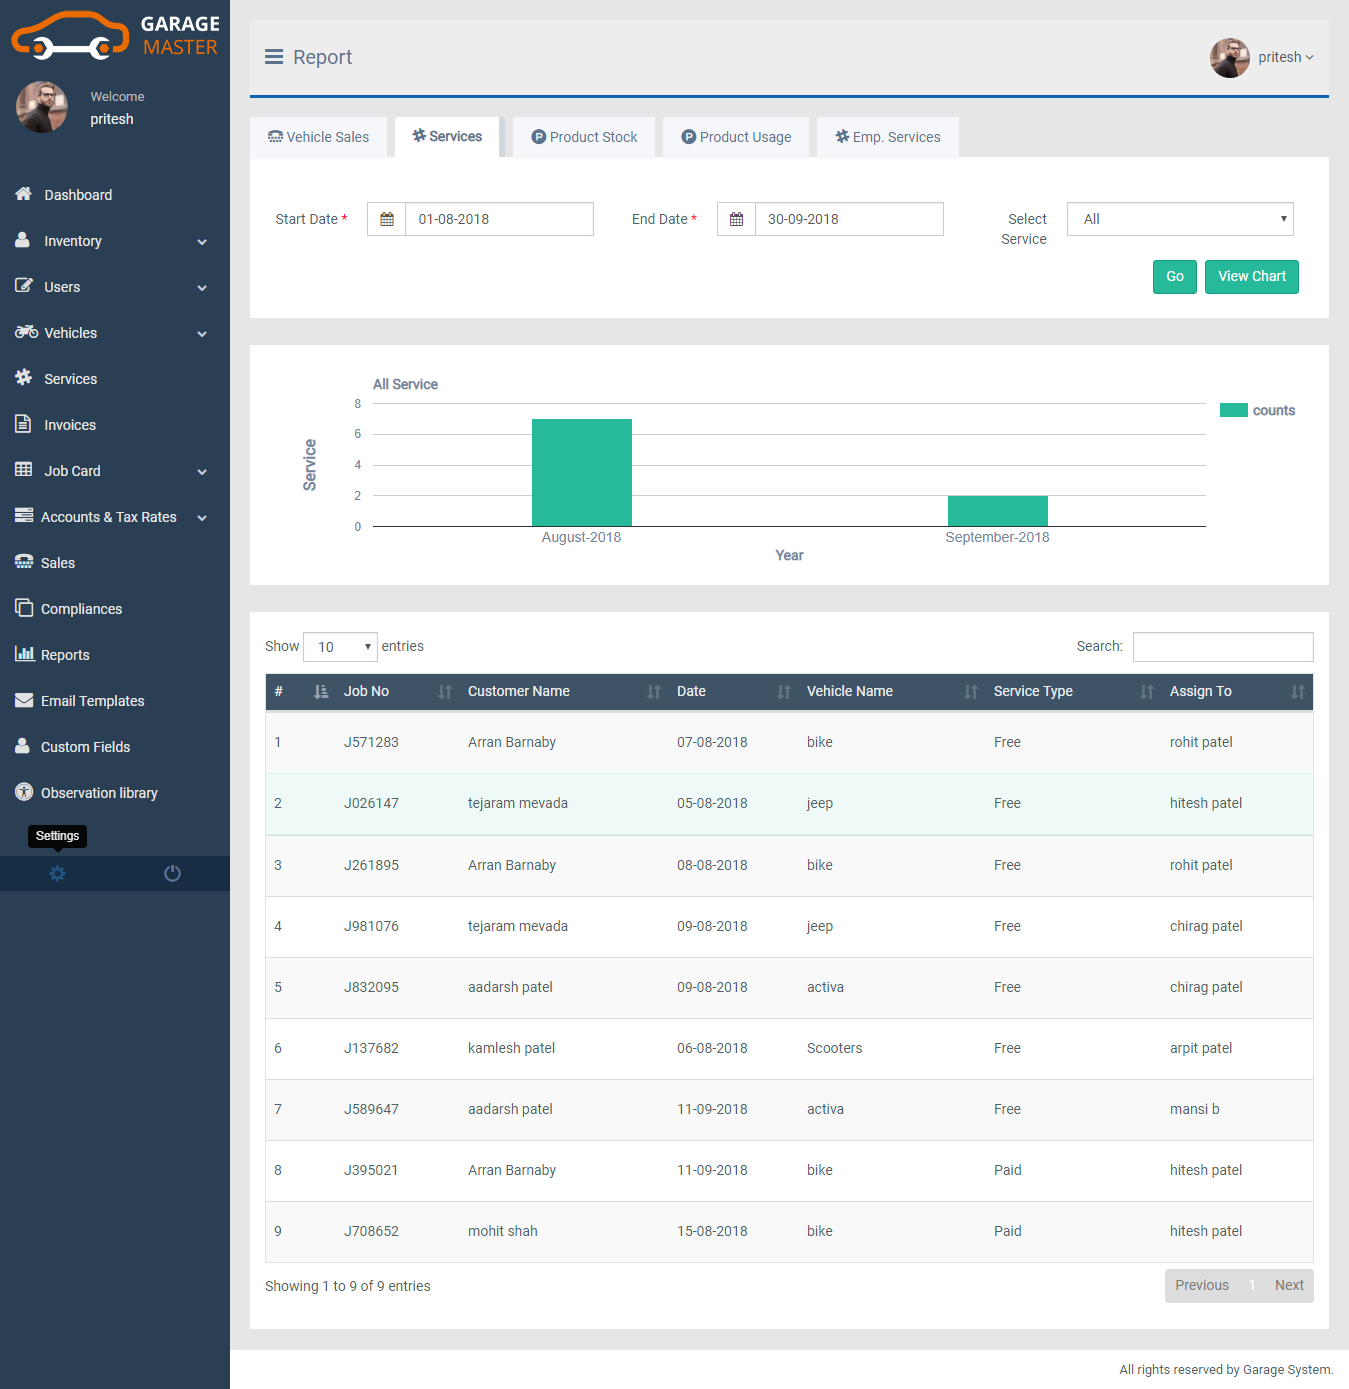 GARAGE
MASTER
Welcome
pritesh
Dashboard
Inventory
Users
Vehicles
Services
Invoices
Job Card
Accounts & Tax Rates
Sales
Compliances
Reports
Email Templates
Custom Fields
Observation library
Settings
Report
pritesh
Vehicle Sales
Services
P Product Stock
P Product Usage
Emp. Services
Start Date * 01-08-2018
End Date * 30-09-2018
Select Service All
Go View Chart
All Service
8
6
4
2
0
Service
August-2018 September-2018
Year
counts
Show 10 entries
Search:
# Job No Customer Name Date Vehicle Name Service Type Assign To
1 J571283 Arran Barnaby 07-08-2018 bike Free rohit patel
2 J026147 tejaram mevada 05-08-2018 jeep Free hitesh patel
3 J261895 Arran Barnaby 08-08-2018 bike Free rohit patel
4 J981076 tejaram mevada 09-08-2018 jeep Free chirag patel
5 J832095 aadarsh patel 09-08-2018 activa Free chirag patel
6 J137682 kamlesh patel 06-08-2018 Scooters Free arpit patel
7 J589647 aadarsh patel 11-09-2018 activa Free mansi b
8 J395021 Arran Barnaby 11-09-2018 bike Paid hitesh patel
9 J708652 mohit shah 15-08-2018 bike Paid hitesh patel
Showing 1 to 9 of 9 entries
Previous 1 Next
All rights reserved by Garage System.